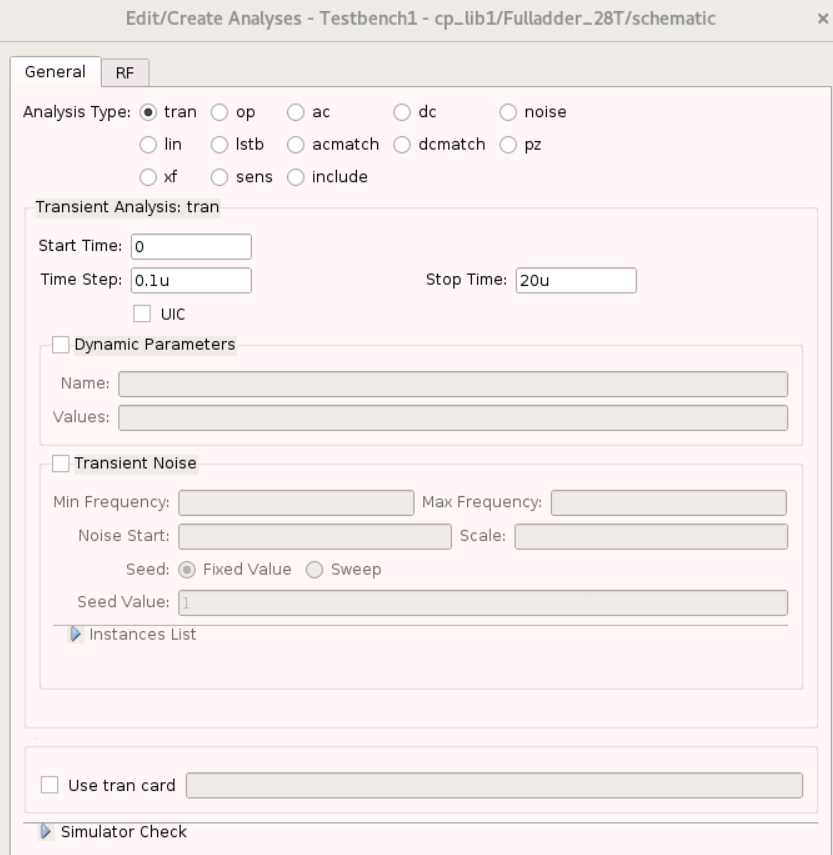 Edit/Create Analyses - Testbench1 - cp_lib1/Fulladder_28T/schematic ×
General RF
Analysis Type: tran op ac dc noise
lin lstb acmatch dcmatch pz
xf sens include
Transient Analysis: tran
Start Time: 0
Time Step: 0.1u Stop Time: 20u
UIC
Dynamic Parameters
Name:
Values:
Transient Noise
Min Frequency: Max Frequency:
Noise Start: Scale:
Seed: Fixed Value Sweep
Seed Value: 1
Instances List
Use tran card
Simulator Check